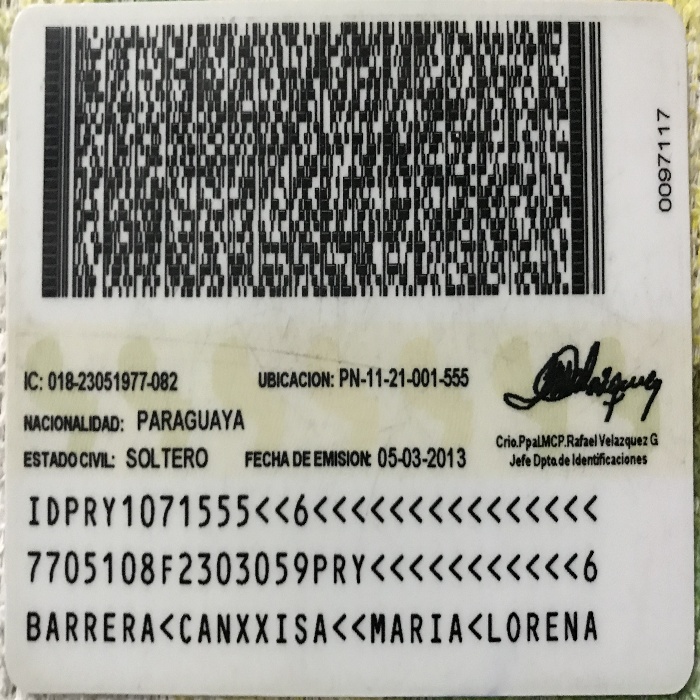 0097117
IC: 018-23051977-082 UBICACION: PN-11-21-001-555
NACIONALIDAD: PARAGUAYA
ESTADO CIVIL: SOLTERO FECHA DE EMISION: 05-03-2013
Crio.Ppal.MCP.Rafael Velazquez G
Jefe Dpto.de Identificaciones
IDPRY1071555<<6<<<<<<<<<<<<<<<
7705108F2303059PRY<<<<<<<<<<<6
BARRERA<CANXXISA<<MARIA<LORENA